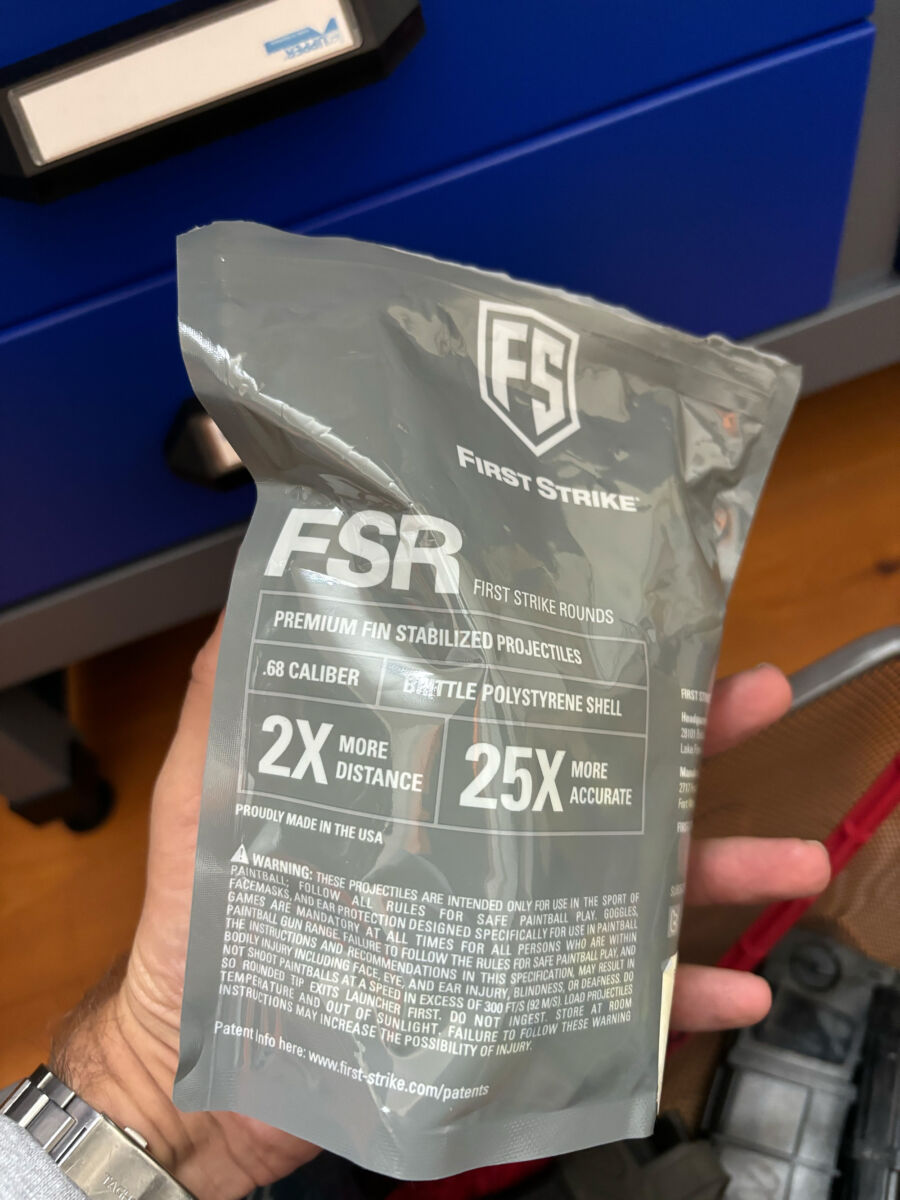 FS
FIRST STRIKE
FSR
FIRST STRIKE ROUNDS
PREMIUM FIN STABILIZED PROJECTILES
.68 CALIBER
BRITTLE POLYSTYRENE SHELL
2X MORE DISTANCE
25X MORE ACCURATE
PROUDLY MADE IN THE USA
WARNING: THESE PROJECTILES ARE INTENDED ONLY FOR USE IN THE SPORT OF
PAINTBALL; FOLLOW ALL RULES FOR SAFE PAINTBALL PLAY. GOGGLES,
FACEMASKS, AND EAR PROTECTION DESIGNED SPECIFICALLY FOR USE IN PAINTBALL
GAMES ARE MANDATORY AT ALL TIMES FOR ALL PERSONS WHO ARE WITHIN
PAINTBALL GUN RANGE. FAILURE TO FOLLOW THE RULES FOR SAFE PAINTBALL PLAY, AND
THE INSTRUCTIONS AND RECOMMENDATIONS IN THIS SPECIFICATION, MAY RESULT IN
BODILY INJURY INCLUDING FACE, EYE, AND EAR INJURY, BLINDNESS, OR DEAFNESS. DO
NOT SHOOT PAINTBALLS AT A SPEED IN EXCESS OF 300 FT/S (92 M/S). LOAD PROJECTILES
SO ROUNDED TIP EXITS LAUNCHER FIRST. DO NOT INGEST. STORE AT ROOM
TEMPERATURE AND OUT OF SUNLIGHT. FAILURE TO FOLLOW THESE WARNING
INSTRUCTIONS MAY INCREASE THE POSSIBILITY OF INJURY.
Patent Info here: www.first-strike.com/patents
FIRST
28101
Lake
2717
Fort